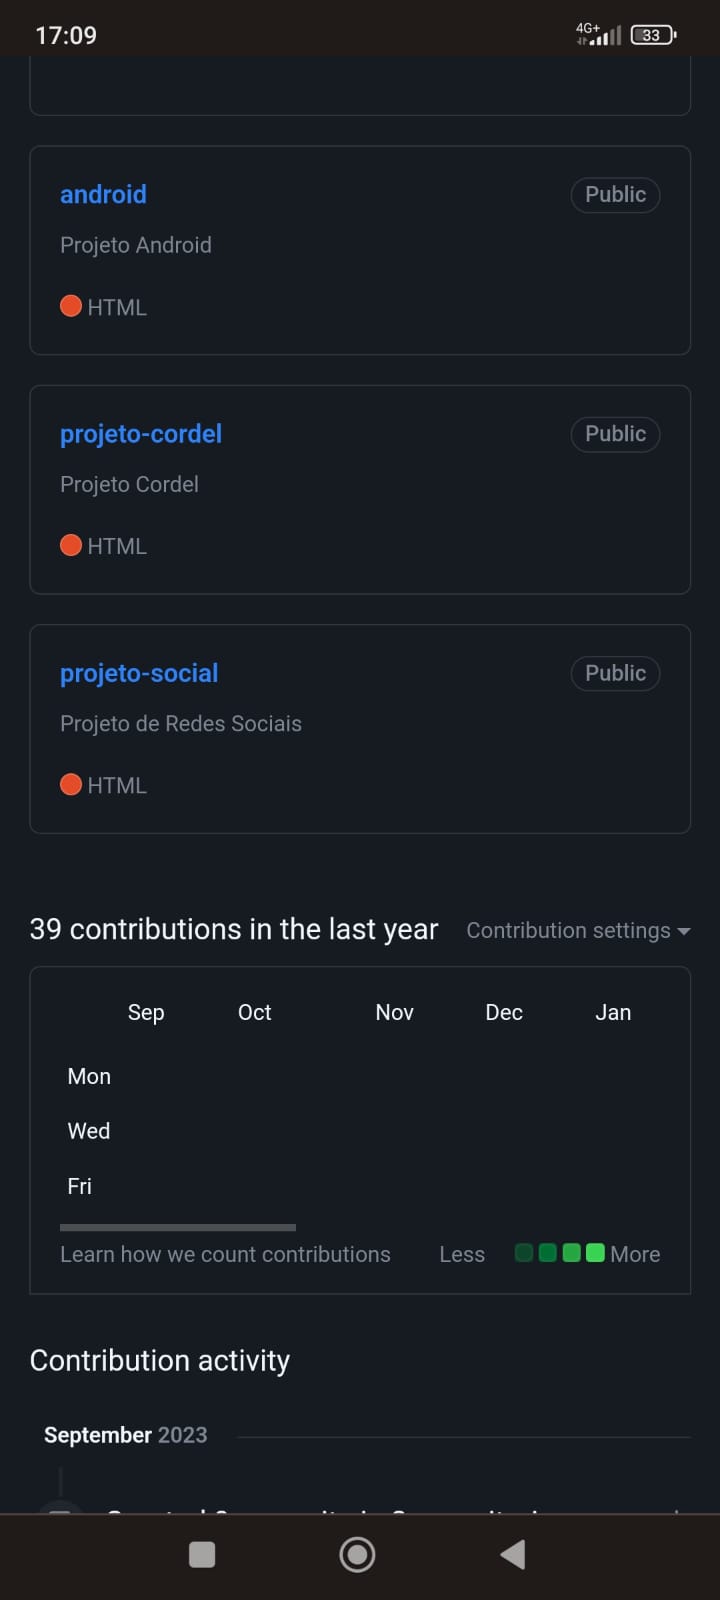 17:09
4G+
33
android
Public
Projeto Android
HTML
projeto-cordel
Public
Projeto Cordel
HTML
projeto-social
Public
Projeto de Redes Sociais
HTML
39 contributions in the last year
Contribution settings
Sep Oct Nov Dec Jan
Mon
Wed
Fri
Learn how we count contributions
Less
More
Contribution activity
September 2023